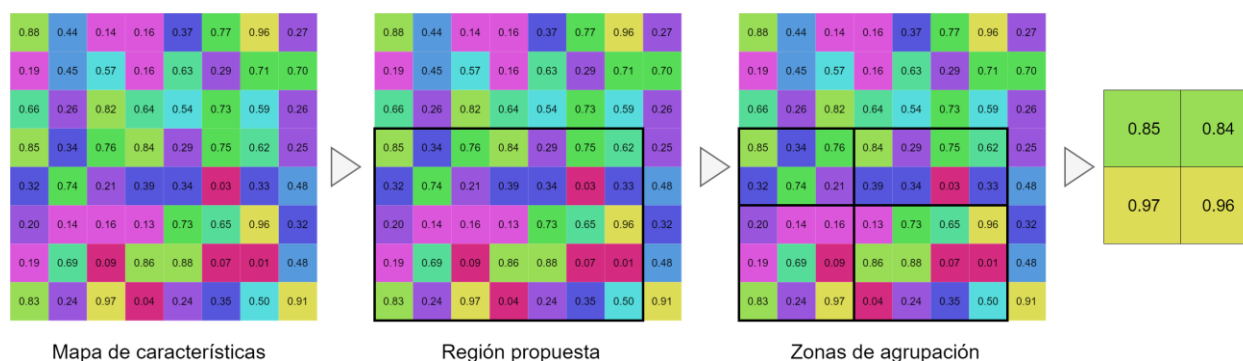 0.88 0.44 0.14 0.16 0.37 0.77 0.96 0.27
0.19 0.45 0.57 0.16 0.63 0.29 0.71 0.70
0.66 0.26 0.82 0.64 0.54 0.73 0.59 0.26
0.85 0.34 0.76 0.84 0.29 0.75 0.62 0.25
0.32 0.74 0.21 0.39 0.34 0.03 0.33 0.48
0.20 0.14 0.16 0.13 0.73 0.65 0.96 0.32
0.19 0.69 0.09 0.86 0.88 0.07 0.01 0.48
0.83 0.24 0.97 0.04 0.24 0.35 0.50 0.91
Mapa de características
0.88 0.44 0.14 0.16 0.37 0.77 0.96 0.27
0.19 0.45 0.57 0.16 0.63 0.29 0.71 0.70
0.66 0.26 0.82 0.64 0.54 0.73 0.59 0.26
0.85 0.34 0.76 0.84 0.29 0.75 0.62 0.25
0.32 0.74 0.21 0.39 0.34 0.03 0.33 0.48
0.20 0.14 0.16 0.13 0.73 0.65 0.96 0.32
0.19 0.69 0.09 0.86 0.88 0.07 0.01 0.48
0.83 0.24 0.97 0.04 0.24 0.35 0.50 0.91
Región propuesta
0.88 0.44 0.14 0.16 0.37 0.77 0.96 0.27
0.19 0.45 0.57 0.16 0.63 0.29 0.71 0.70
0.66 0.26 0.82 0.64 0.54 0.73 0.59 0.26
0.85 0.34 0.76 0.84 0.29 0.75 0.62 0.25
0.32 0.74 0.21 0.39 0.34 0.03 0.33 0.48
0.20 0.14 0.16 0.13 0.73 0.65 0.96 0.32
0.19 0.69 0.09 0.86 0.88 0.07 0.01 0.48
0.83 0.24 0.97 0.04 0.24 0.35 0.50 0.91
Zonas de agrupación
0.85 0.84
0.97 0.96